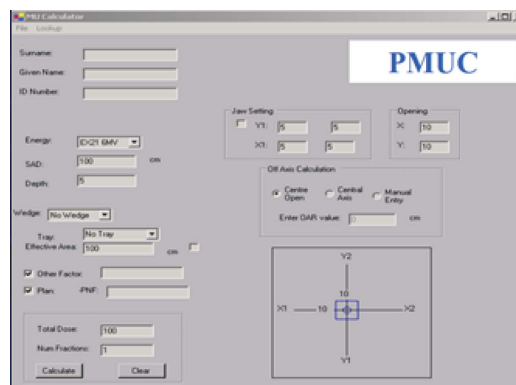 MU Calculator
File Lookup
Surname:
Given Name:
ID Number:
PMUC
Jaw Setting
Y1: 5 5
X1: 5 5
Opening
X: 10
Y: 10
Energy: EX21 6MV
SAD: 100 cm
Depth: 5
Off Axis Calculation
Centre Open
Central Axis
Manual Entry
Enter OAR value: 0 cm
Wedge: No Wedge
Tray: No Tray
Effective Area: 100 cm
Other Factor:
Plan: -PNF:
Y2
10
X1 10 X2
Y1
Total Dose: 100
Num Fractions: 1
Calculate Clear